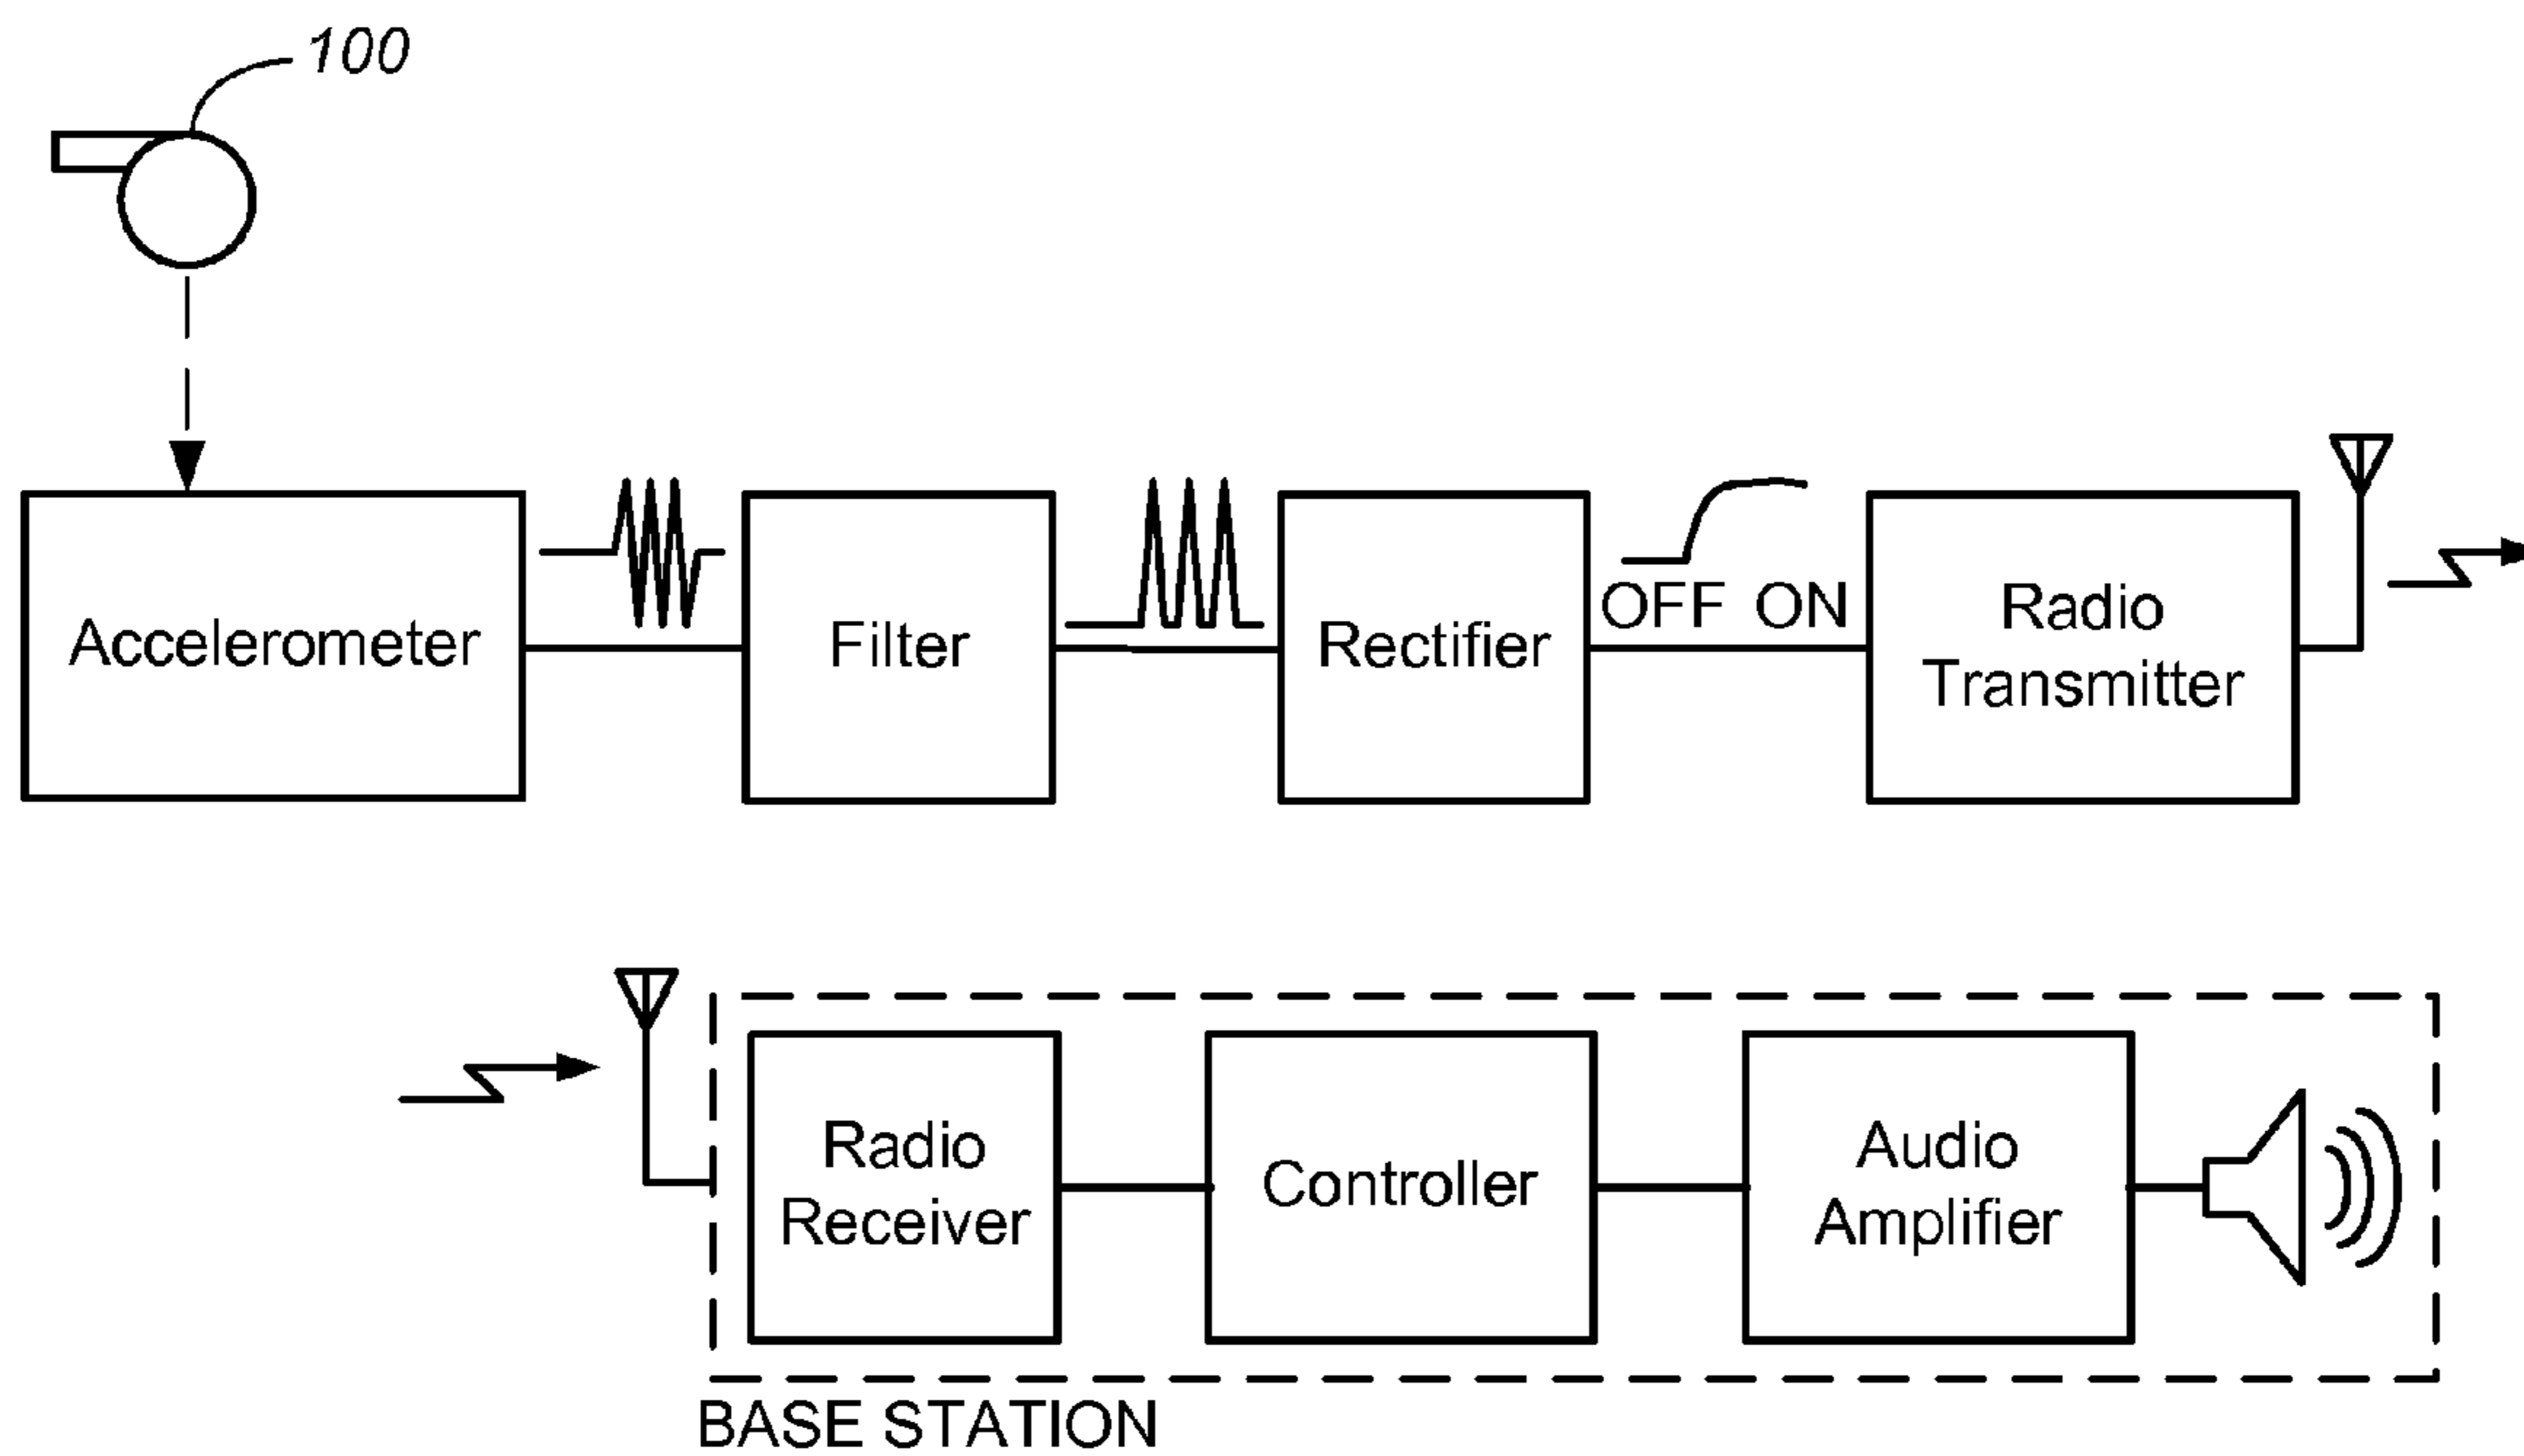 100
Accelerometer
Filter
Rectifier
OFF ON
Radio
Transmitter
Radio
Receiver
Controller
Audio
Amplifier
BASE STATION